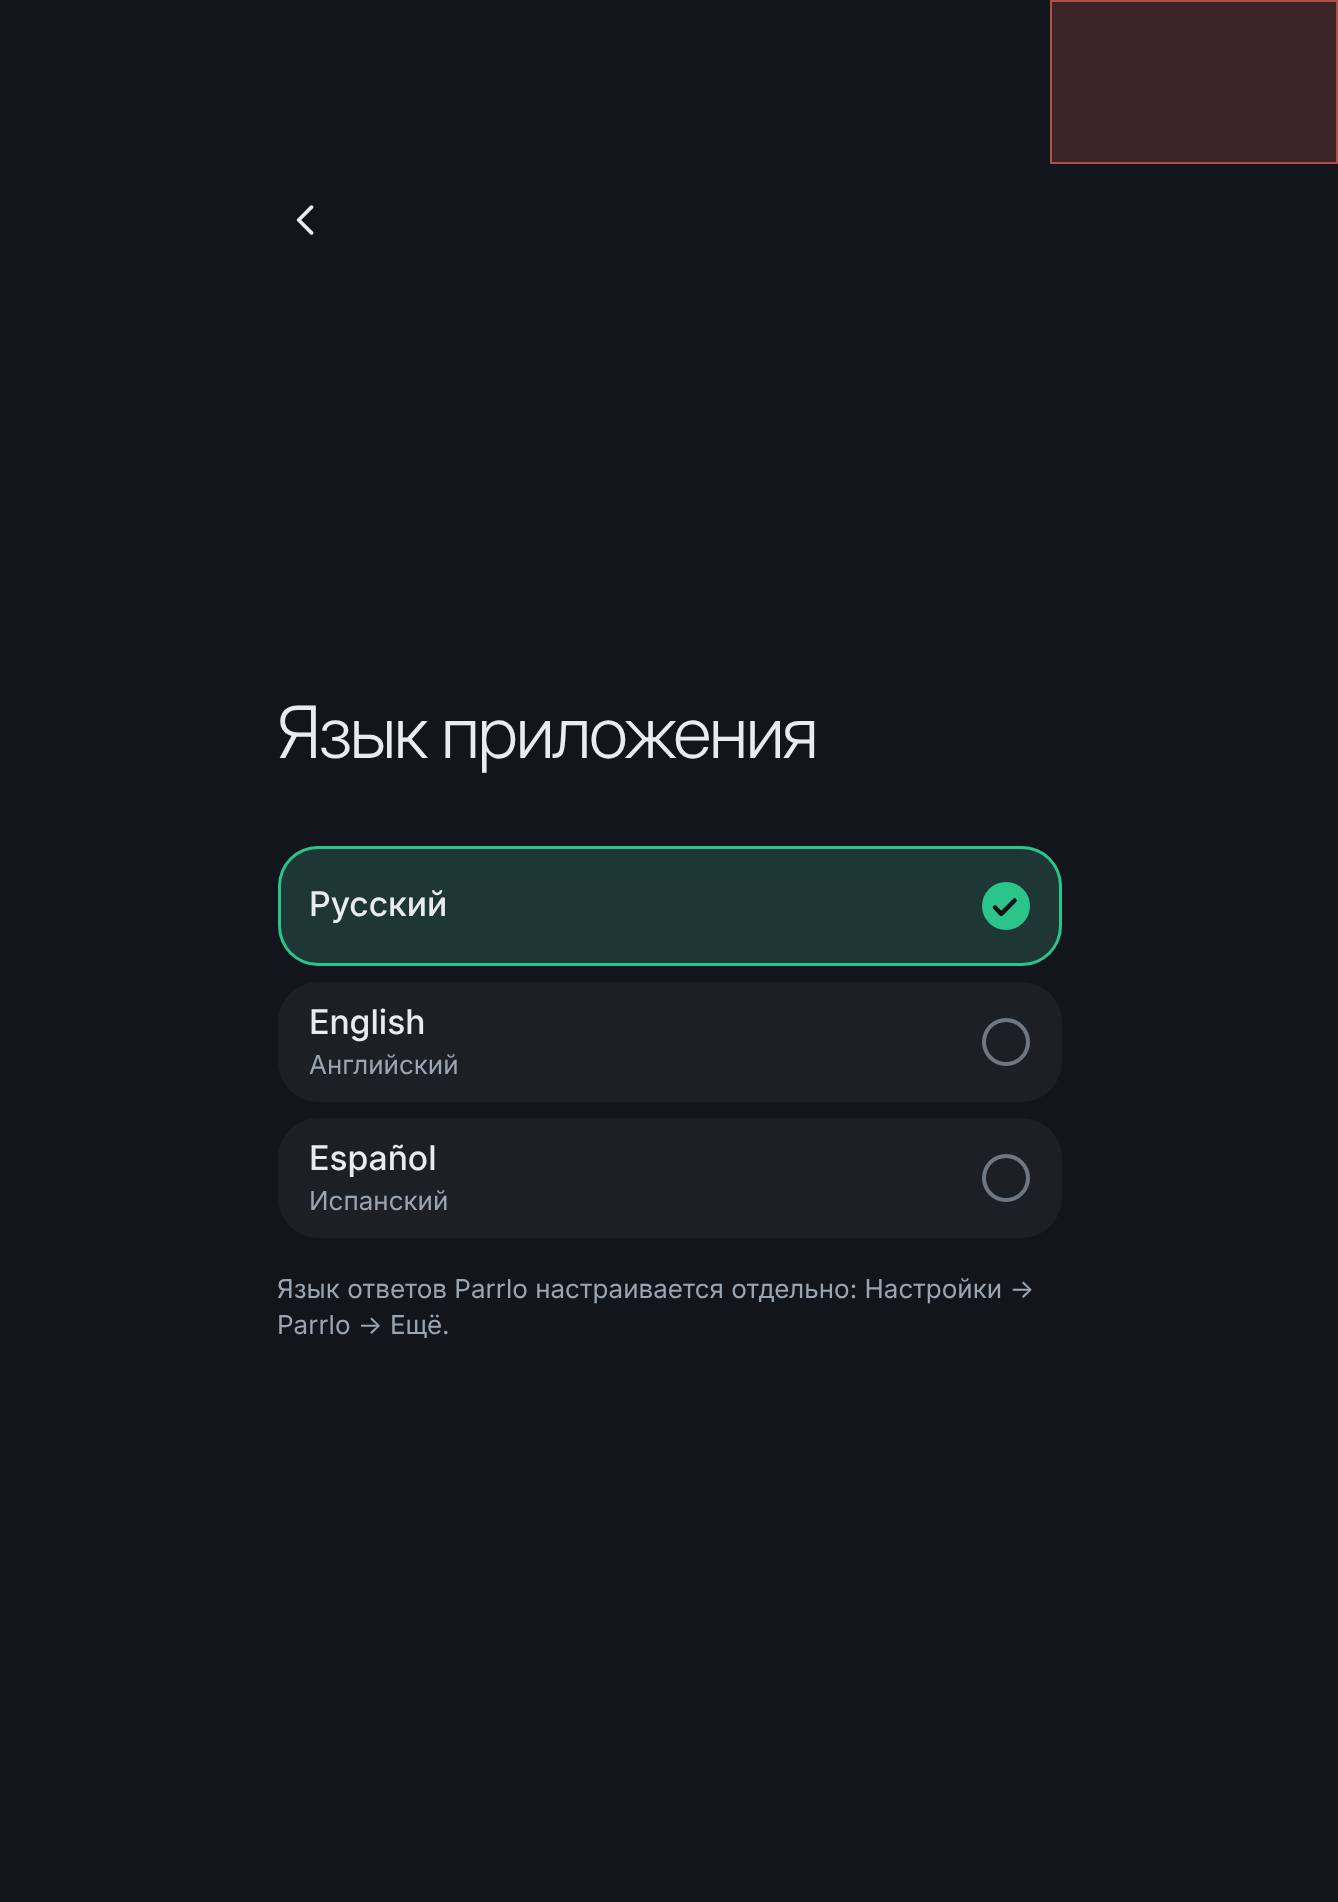 Язык приложения
Русский
English
Английский
Español
Испанский
Язык ответов Parrlo настраивается отдельно: Настройки →
Parrlo → Ещё.